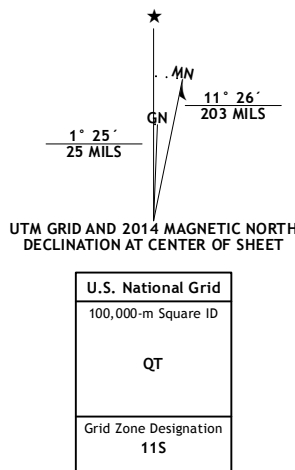 ★
MN
GN
11° 26´
203 MILS
1° 25´
25 MILS
UTM GRID AND 2014 MAGNETIC NORTH
DECLINATION AT CENTER OF SHEET
U.S. National Grid
100,000-m Square ID
QT
Grid Zone Designation
11S